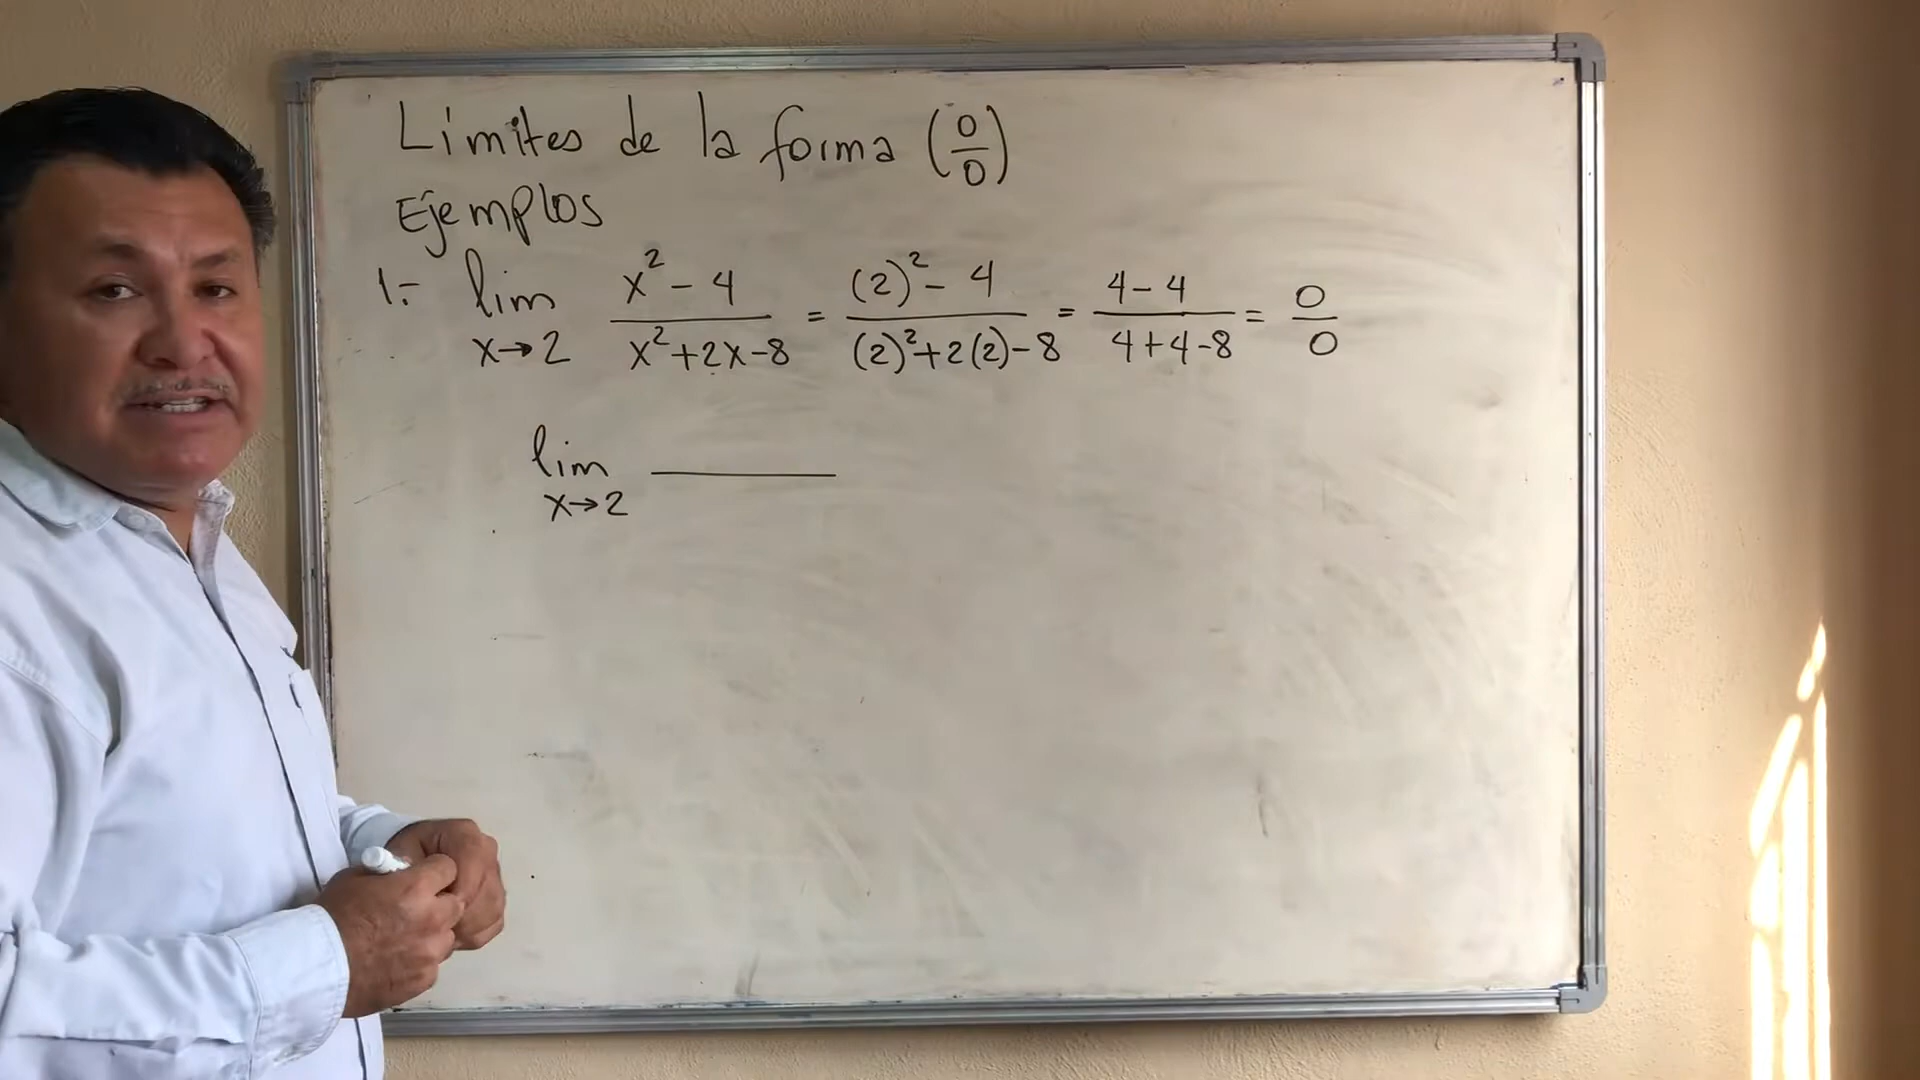 Límites de la forma (0/0)
Ejemplos
1.- lim x→2 (x² - 4)/(x² + 2x - 8) = ((2)² - 4)/((2)² + 2(2) - 8) = (4 - 4)/(4 + 4 - 8) = 0/0
lim x→2 ——